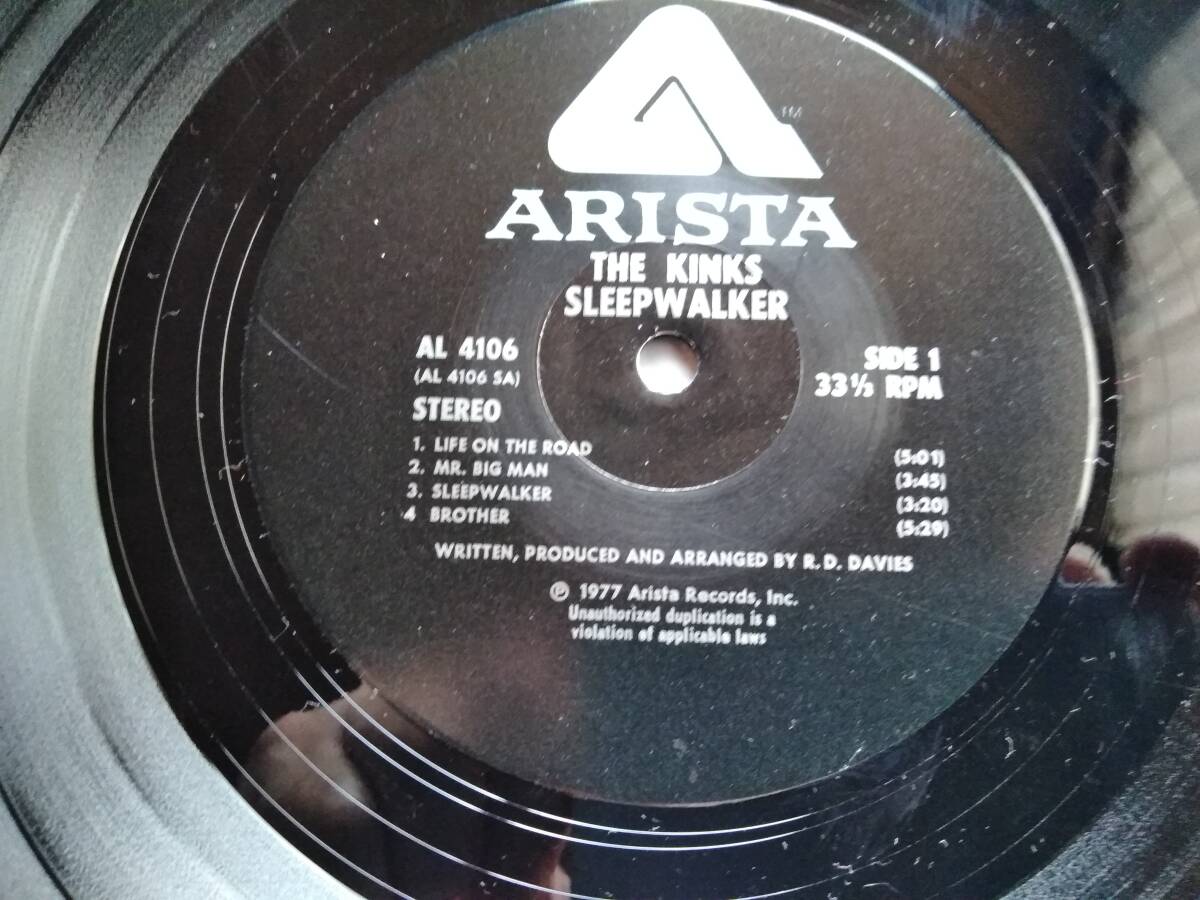 TM
ARISTA
THE KINKS
SLEEPWALKER
AL 4106
(AL 4106 SA)
STEREO
SIDE 1
33⅓ RPM
1. LIFE ON THE ROAD (5:01)
2. MR. BIG MAN (3:45)
3. SLEEPWALKER (3:20)
4 BROTHER (5:29)
WRITTEN, PRODUCED AND ARRANGED BY R.D. DAVIES
℗ 1977 Arista Records, Inc.
Unauthorized duplication is a
violation of applicable laws